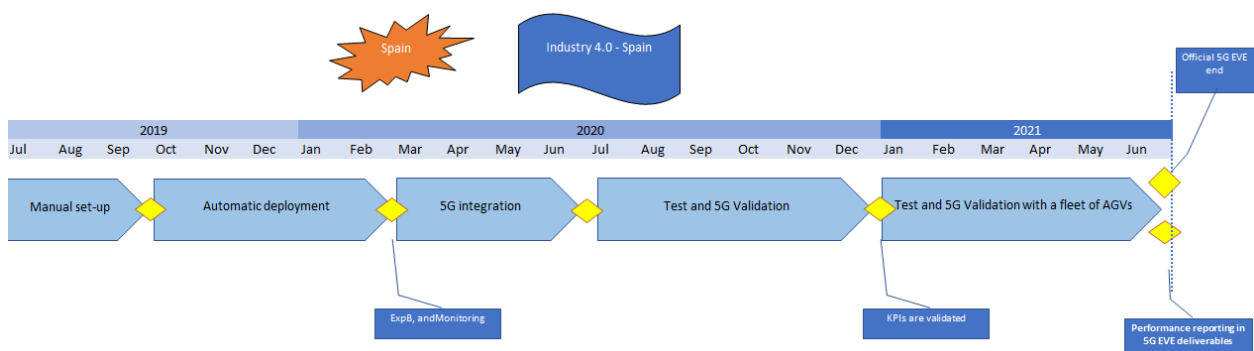 Spain
Industry 4.0 - Spain
Official 5G EVE
end
2019
2020
2021
Jul Aug Sep Oct Nov Dec Jan Feb Mar Apr May Jun Jul Aug Sep Oct Nov Dec Jan Feb Mar Apr May Jun
Manual set-up
Automatic deployment
5G integration
Test and 5G Validation
Test and 5G Validation with a fleet of AGVs
ExpB, andMonitoring
KPIs are validated
Performance reporting in
5G EVE deliverables